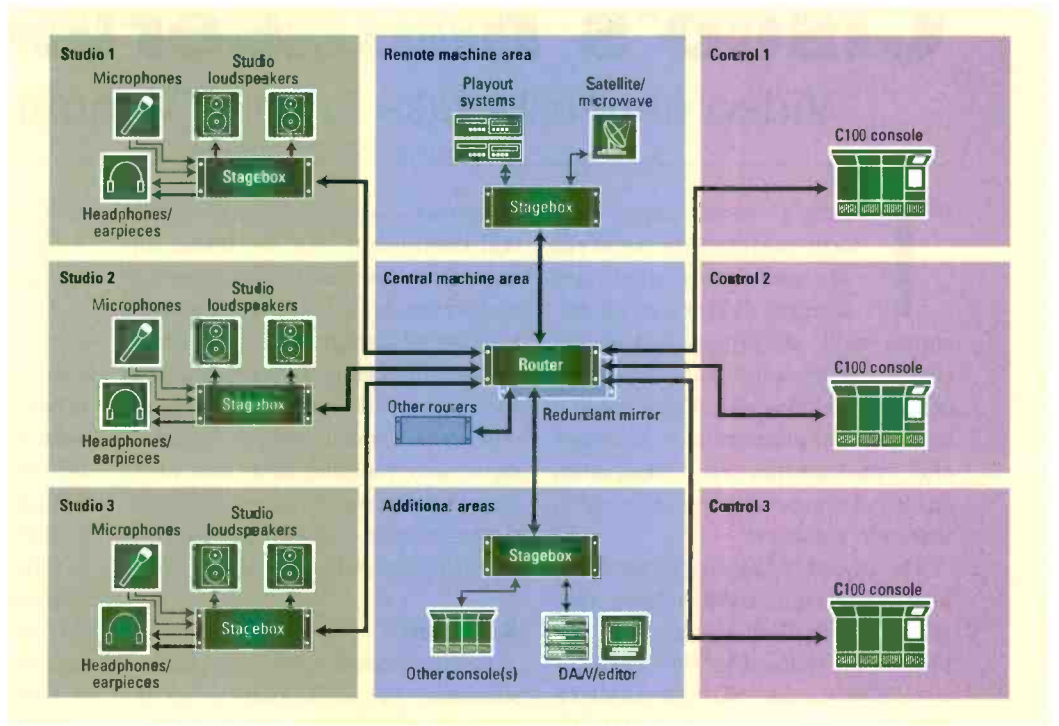 Studio 1
Microphones
Studio
loudspeakers
Stagebox
Headphones/
earpieces
Remote machine area
Playout
systems
Satellite/
microwave
Stagebox
Control 1
C100 console
Studio 2
Microphones
Studio
loudspeakers
Stagebox
Headphones/
earpieces
Central machine area
Router
Other routers
Redundant mirror
Control 2
C100 console
Studio 3
Microphones
Studio
loudspeakers
Stagebox
Headphones/
earpieces
Additional areas
Stagebox
Other console(s)
DAW/editor
Control 3
C100 console